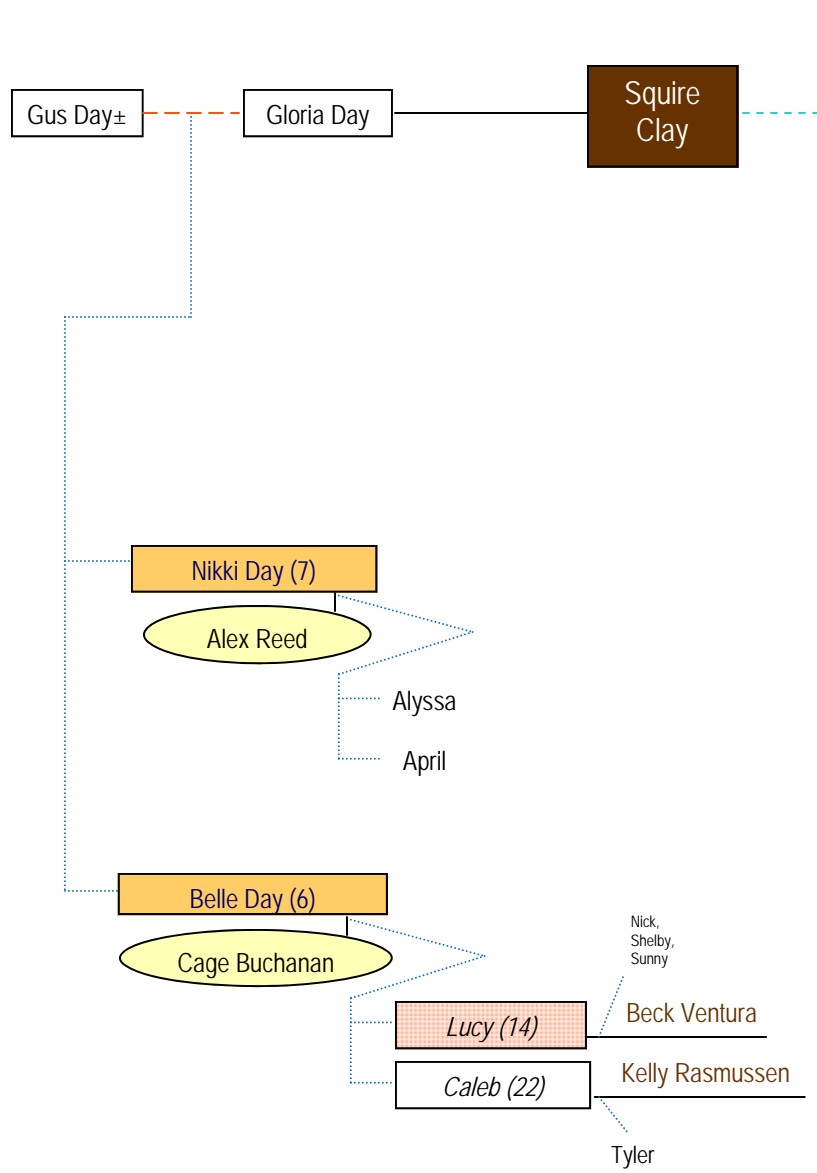 Gus Day±
Gloria Day
Squire
Clay
Nikki Day (7)
Alex Reed
Alyssa
April
Belle Day (6)
Cage Buchanan
Nick,
Shelby,
Sunny
Lucy (14)
Beck Ventura
Caleb (22)
Kelly Rasmussen
Tyler